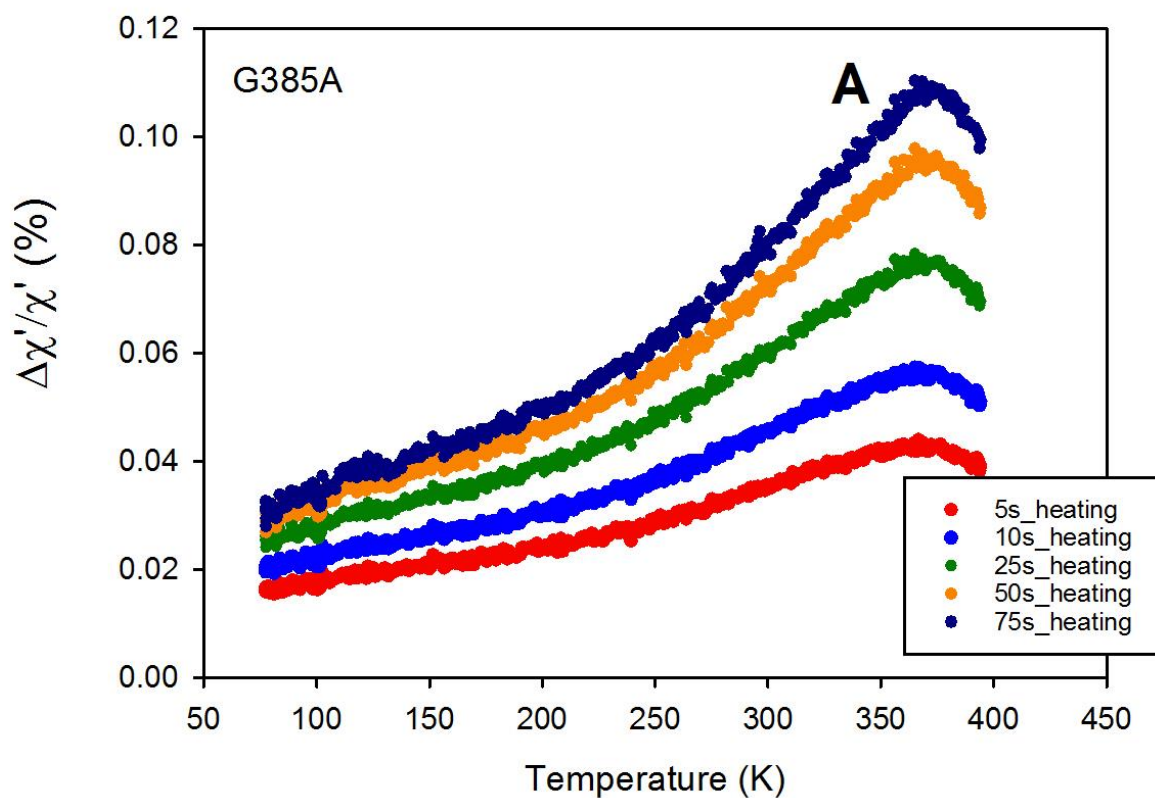 0.12
0.10
0.08
0.06
0.04
0.02
0.00
Δχ'/χ' (%)
G385A
A
5s_heating
10s_heating
25s_heating
50s_heating
75s_heating
50 100 150 200 250 300 350 400 450
Temperature (K)